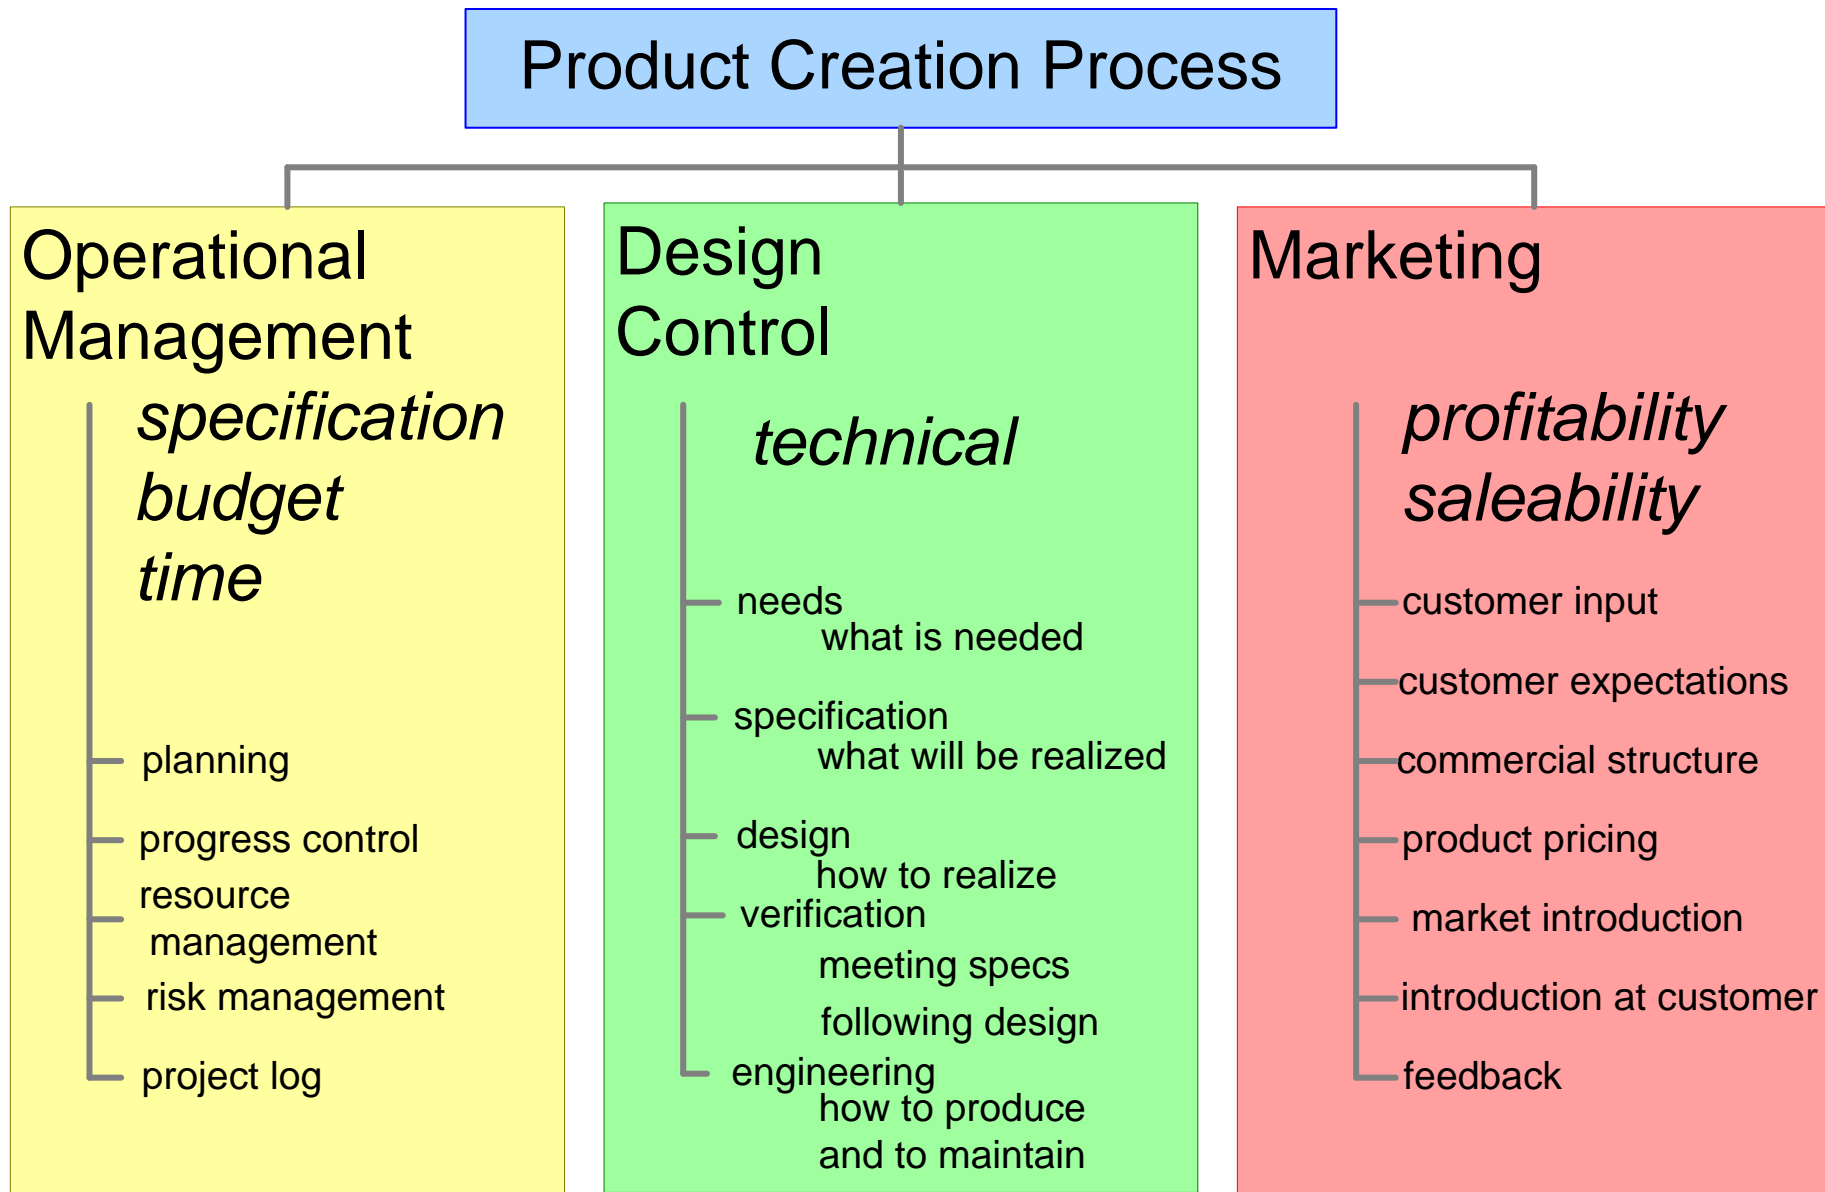 Product Creation Process
Operational
Management
specification
budget
time
planning
progress control
resource
management
risk management
project log
Design
Control
technical
needs
what is needed
specification
what will be realized
design
how to realize
verification
meeting specs
following design
engineering
how to produce
and to maintain
Marketing
profitability
saleability
customer input
customer expectations
commercial structure
product pricing
market introduction
introduction at customer
feedback